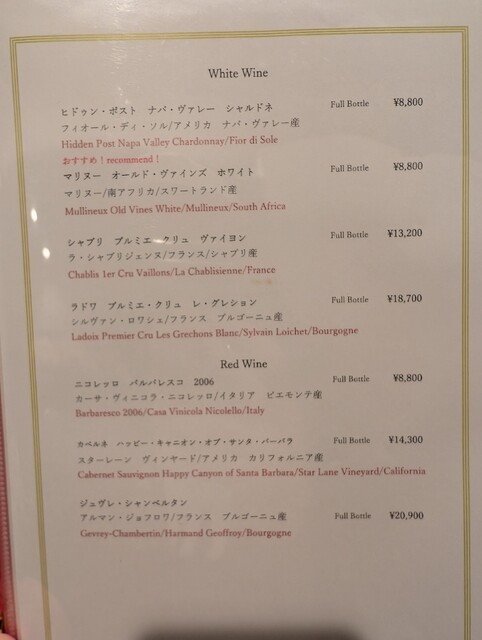 White Wine
ヒドゥン・ポスト　ナパ・ヴァレー　シャルドネ　Full Bottle　¥8,800
フィオール・ディ・ソル/アメリカ　ナパ・ヴァレー産
Hidden Post Napa Valley Chardonnay/Fior di Sole
おすすめ！recommend！
マリヌー　オールド・ヴァインズ　ホワイト　Full Bottle　¥8,800
マリヌー/南アフリカ/スワートランド産
Mullineux Old Vines White/Mullineux/South Africa
シャブリ　プルミエ・クリュ　ヴァイヨン　Full Bottle　¥13,200
ラ・シャブリジェンヌ/フランス/シャブリ産
Chablis 1er Cru Vaillons/La Chablisienne/France
ラドワ　プルミエ・クリュ　レ・グレション　Full Bottle　¥18,700
シルヴァン・ロワシェ/フランス　ブルゴーニュ産
Ladoix Premier Cru Les Grechons Blanc/Sylvain Loichet/Bourgogne
Red Wine
ニコレッロ　バルバレスコ　2006　Full Bottle　¥8,800
カーサ・ヴィニコラ・ニコレッロ/イタリア　ピエモンテ産
Barbaresco 2006/Casa Vinicola Nicolello/Italy
カベルネ　ハッピー・キャニオン・オブ・サンタ・バーバラ　Full Bottle　¥14,300
スターレーン　ヴィンヤード/アメリカ　カリフォルニア産
Cabernet Sauvignon Happy Canyon of Santa Barbara/Star Lane Vineyard/California
ジュヴレ・シャンベルタン
アルマン・ジョフロワ/フランス　ブルゴーニュ産　Full Bottle　¥20,900
Gevrey-Chambertin/Harmand Geoffroy/Bourgogne